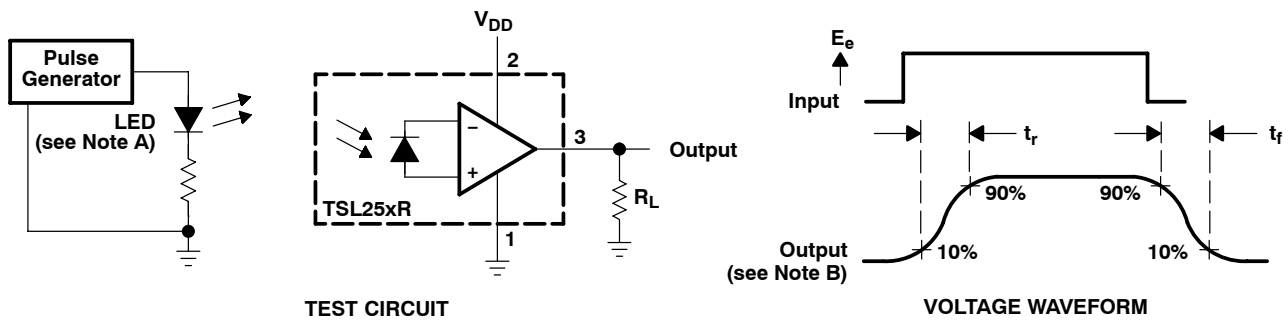 Pulse
Generator
LED
(see Note A)
V_DD
2
−
+
3
Output
R_L
TSL25xR
1
TEST CIRCUIT
E_e
Input
t_r
t_f
90%
90%
Output
(see Note B)
10%
10%
VOLTAGE WAVEFORM